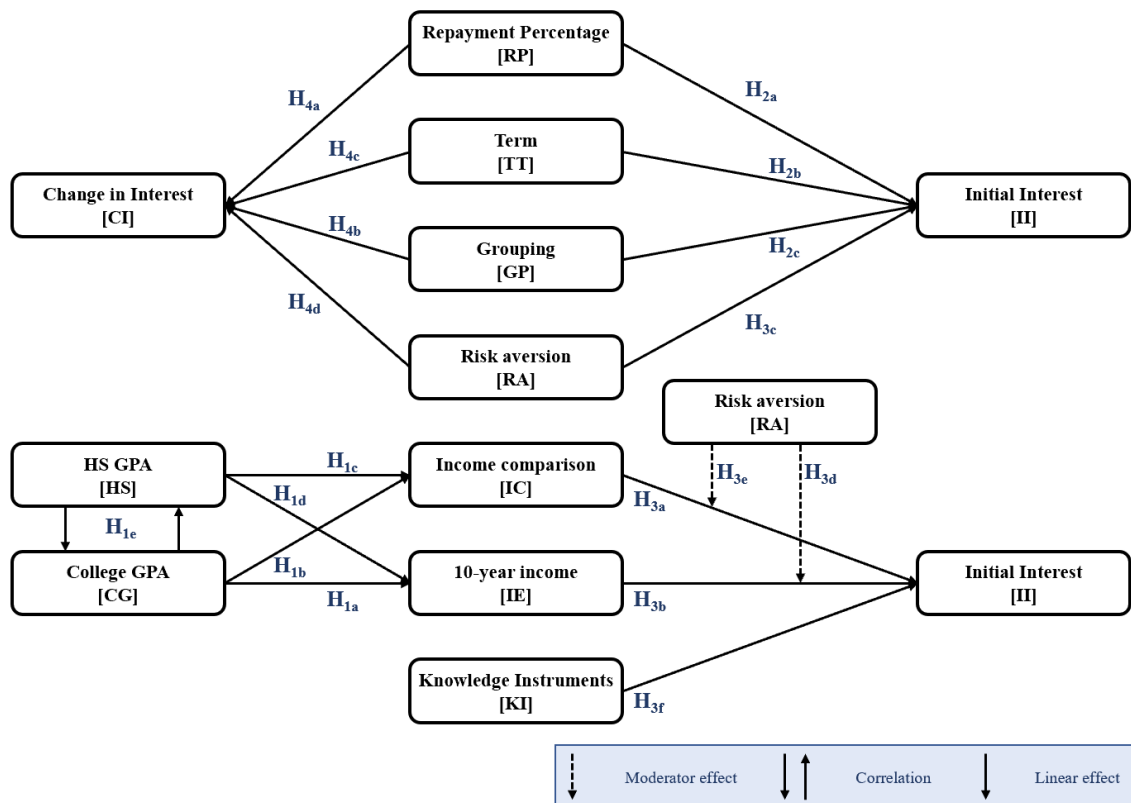 Repayment Percentage
[RP]
H4a
H2a
Term
[TT]
H4c
H2b
Change in Interest
[CI]
Initial Interest
[II]
H4b
Grouping
[GP]
H2c
H4d
H3c
Risk aversion
[RA]
Risk aversion
[RA]
HS GPA
[HS]
H1c
Income comparison
[IC]
H3e
H3d
H1d
H3a
H1e
College GPA
[CG]
H1b
H1a
10-year income
[IE]
H3b
Initial Interest
[II]
Knowledge Instruments
[KI]
H3f
Moderator effect
Correlation
Linear effect